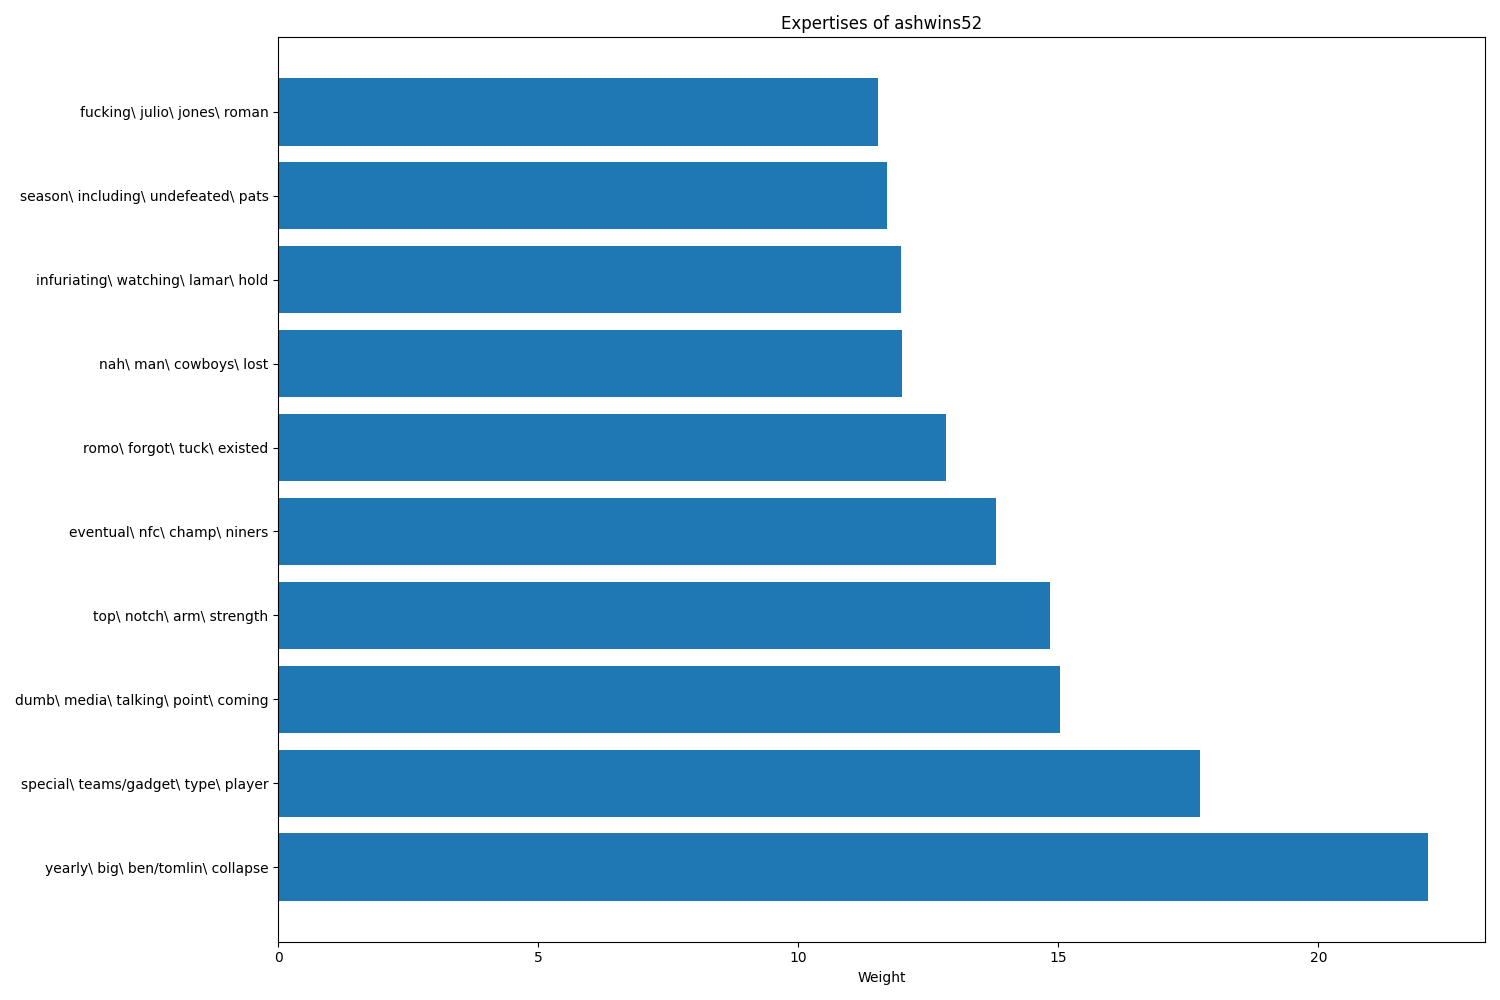 Expertises of ashwins52
fucking\ julio\ jones\ roman
season\ including\ undefeated\ pats
infuriating\ watching\ lamar\ hold
nah\ man\ cowboys\ lost
romo\ forgot\ tuck\ existed
eventual\ nfc\ champ\ niners
top\ notch\ arm\ strength
dumb\ media\ talking\ point\ coming
special\ teams/gadget\ type\ player
yearly\ big\ ben/tomlin\ collapse
0 5 10 15 20
Weight